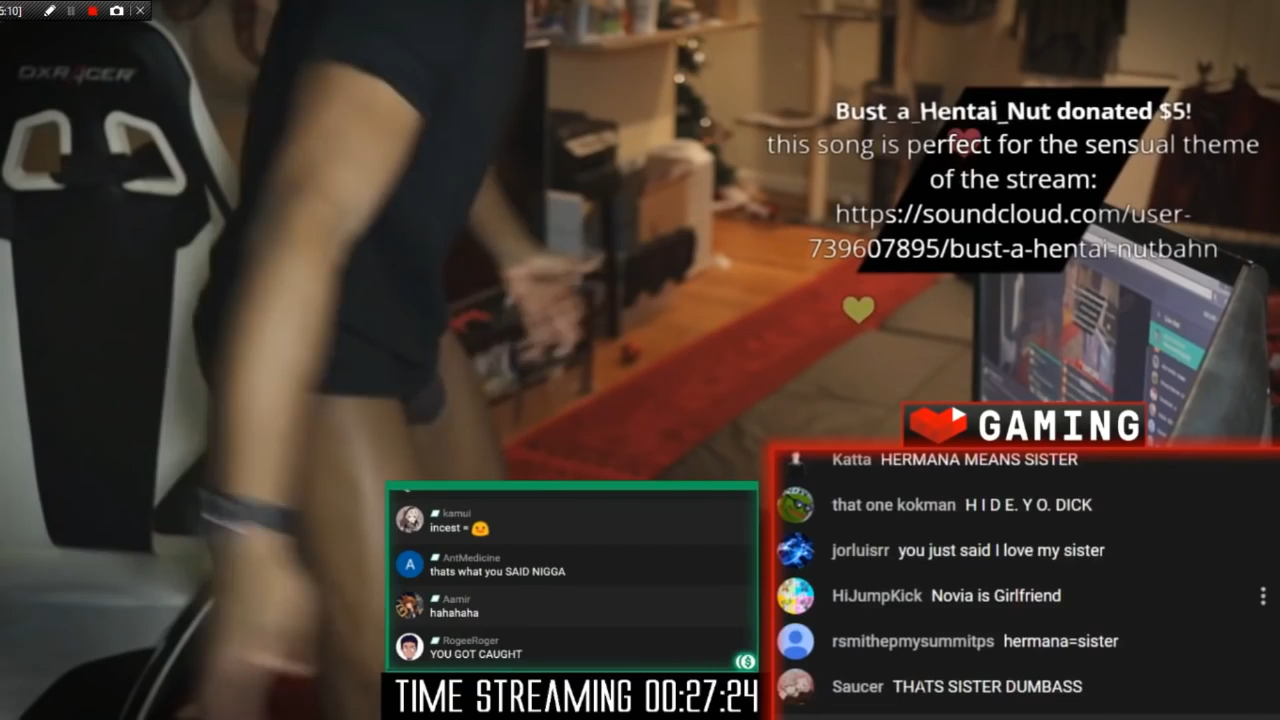 5:10]
DXRACER
Bust_a_Hentai_Nut donated $5!
this song is perfect for the sensual theme
of the stream:
https://soundcloud.com/user-
739607895/bust-a-hentai-nutbahn
GAMING
Katta HERMANA MEANS SISTER
that one kokman H I D E. Y O. DICK
jorluisrr you just said I love my sister
HiJumpKick Novia is Girlfriend
rsmithepmysummitps hermana=sister
Saucer THATS SISTER DUMBASS
kamui
incest =
A
AntMedicine
thats what you SAID NIGGA
Aamir
hahahaha
RogeeRoger
YOU GOT CAUGHT
TIME STREAMING 00:27:24